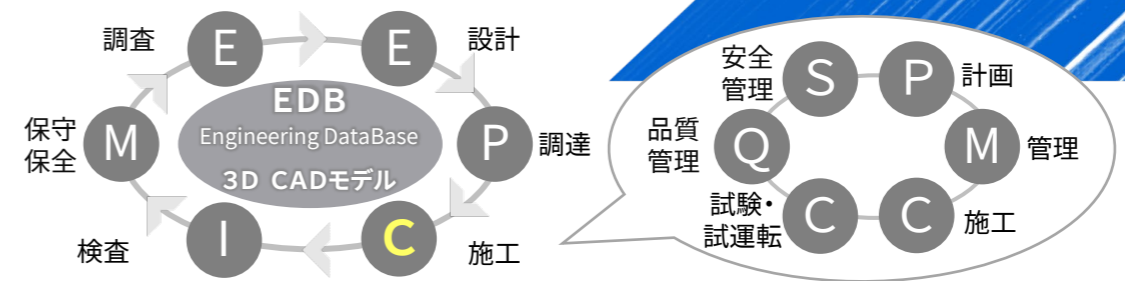 調査
E
E
設計
EDB
Engineering DataBase
3D CADモデル
保守
保全
M
P
調達
検査
I
C
施工
安全
管理
S
P
計画
品質
管理
Q
M
管理
試験・
試運転
C
C
施工